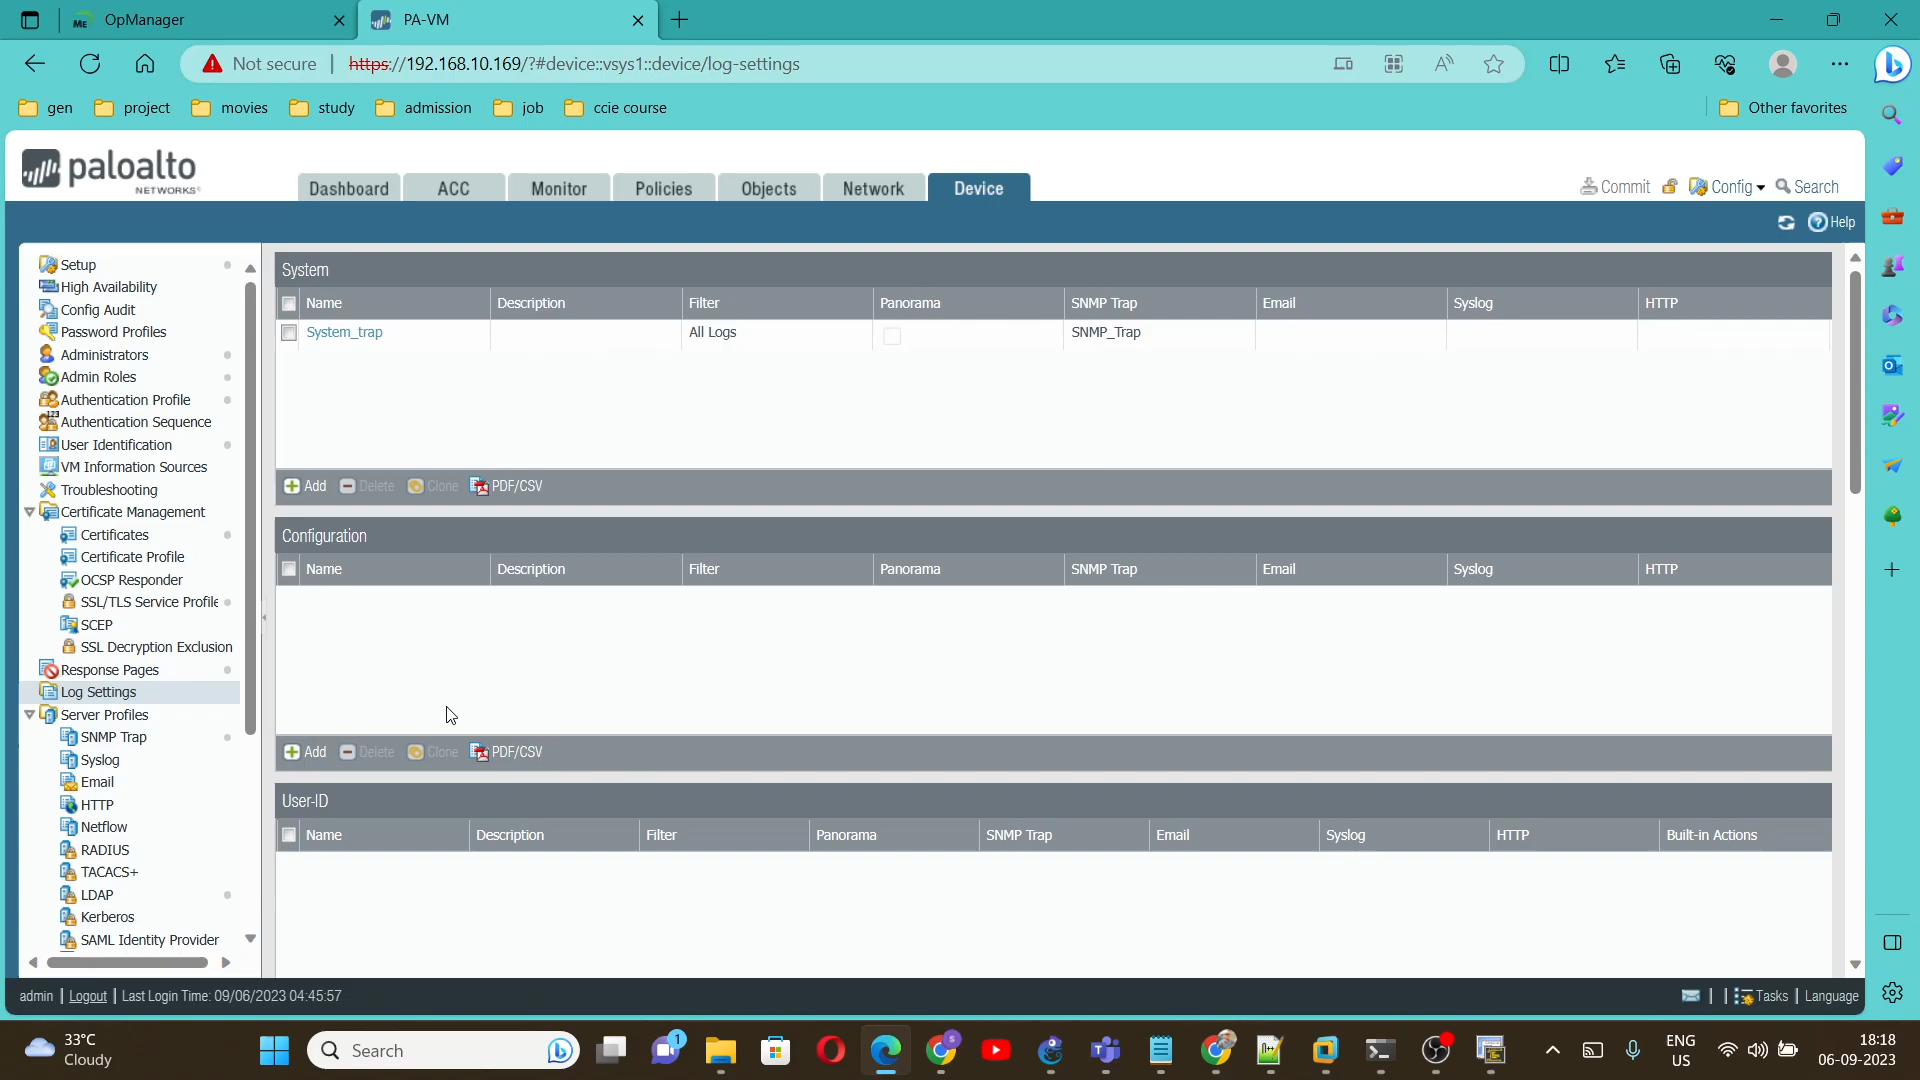 OpManager
PA-VM
Not secure | https://192.168.10.169/?#device::vsys1::device/log-settings
gen project movies study admission job ccie course Other favorites
paloalto
NETWORKS®
Dashboard ACC Monitor Policies Objects Network Device
Commit Config Search
Help
Setup
High Availability
Config Audit
Password Profiles
Administrators
Admin Roles
Authentication Profile
Authentication Sequence
User Identification
VM Information Sources
Troubleshooting
Certificate Management
Certificates
Certificate Profile
OCSP Responder
SSL/TLS Service Profile
SCEP
SSL Decryption Exclusion
Response Pages
Log Settings
Server Profiles
SNMP Trap
Syslog
Email
HTTP
Netflow
RADIUS
TACACS+
LDAP
Kerberos
SAML Identity Provider
System
Name Description Filter Panorama SNMP Trap Email Syslog HTTP
System_trap All Logs SNMP_Trap
Add Delete Clone PDF/CSV
Configuration
Name Description Filter Panorama SNMP Trap Email Syslog HTTP
Add Delete Clone PDF/CSV
User-ID
Name Description Filter Panorama SNMP Trap Email Syslog HTTP Built-in Actions
admin | Logout | Last Login Time: 09/06/2023 04:45:57
Tasks | Language
33°C
Cloudy
Search
1
ENG
US
18:18
06-09-2023